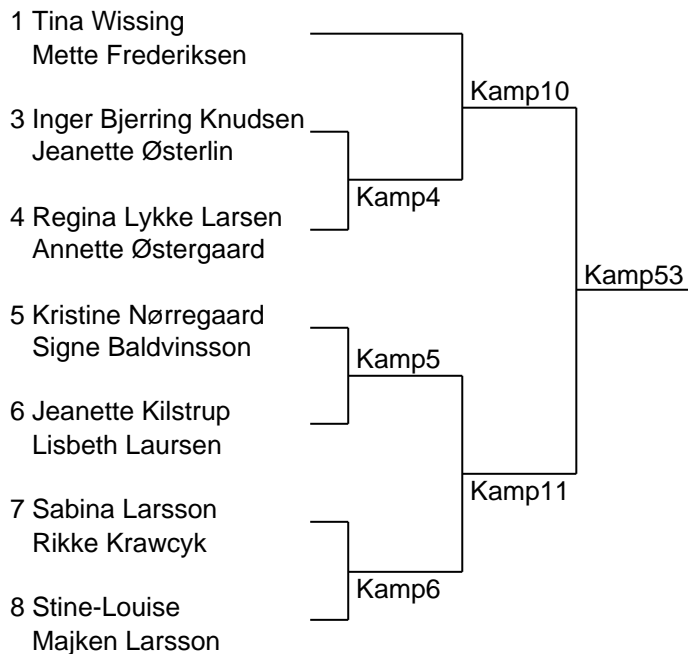 1 Tina Wissing
Mette Frederiksen
Kamp10
3 Inger Bjerring Knudsen
Jeanette Østerlin
Kamp4
4 Regina Lykke Larsen
Annette Østergaard
Kamp53
5 Kristine Nørregaard
Signe Baldvinsson
Kamp5
6 Jeanette Kilstrup
Lisbeth Laursen
Kamp11
7 Sabina Larsson
Rikke Krawcyk
Kamp6
8 Stine-Louise
Majken Larsson